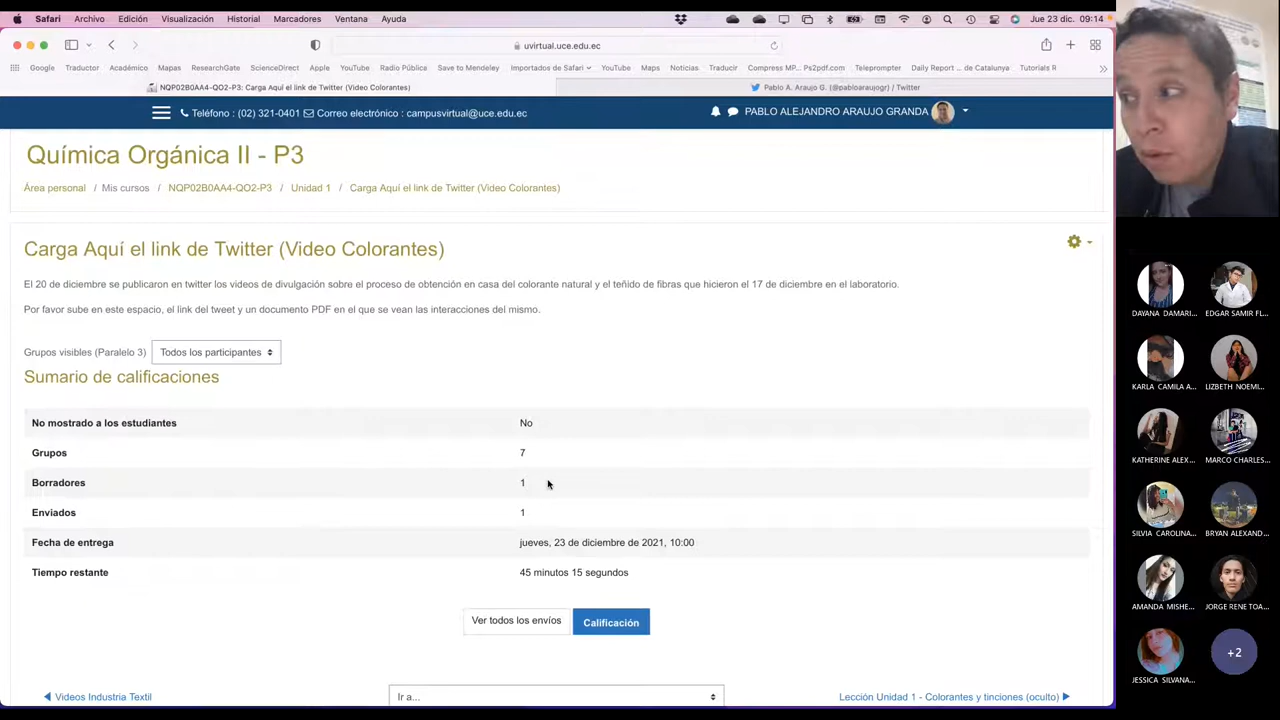 Safari Archivo Edición Visualización Historial Marcadores Ventana Ayuda Jue 23 dic. 09:14
uvirtual.uce.edu.ec
Google Traductor Académico Mapas ResearchGate ScienceDirect Apple YouTube Radio Pública Save to Mendeley Importados de Safari YouTube Maps Noticias Traducir Compress MP... Ps2pdf.com Teleprompter Daily Report ... de Catalunya Tutorials R
NQP02B0AA4-QO2-P3: Carga Aquí el link de Twitter (Video Colorantes) Pablo A. Araujo G. (@pabloaraujogr) / Twitter
Teléfono : (02) 321-0401 Correo electrónico : campusvirtual@uce.edu.ec PABLO ALEJANDRO ARAUJO GRANDA
Química Orgánica II - P3
Área personal / Mis cursos / NQP02B0AA4-QO2-P3 / Unidad 1 / Carga Aquí el link de Twitter (Video Colorantes)
Carga Aquí el link de Twitter (Video Colorantes)
El 20 de diciembre se publicaron en twitter los videos de divulgación sobre el proceso de obtención en casa del colorante natural y el teñido de fibras que hicieron el 17 de diciembre en el laboratorio.
Por favor sube en este espacio, el link del tweet y un documento PDF en el que se vean las interacciones del mismo.
Grupos visibles (Paralelo 3) Todos los participantes
Sumario de calificaciones
No mostrado a los estudiantes No
Grupos 7
Borradores 1
Enviados 1
Fecha de entrega jueves, 23 de diciembre de 2021, 10:00
Tiempo restante 45 minutos 15 segundos
Ver todos los envíos Calificación
◀ Videos Industria Textil Ir a... Lección Unidad 1 - Colorantes y tinciones (oculto) ▶
DAYANA DAMARI... EDGAR SAMIR FL...
KARLA CAMILA A... LIZBETH NOEMI...
KATHERINE ALEX... MARCO CHARLES...
SILVIA CAROLINA... BRYAN ALEXAND...
AMANDA MISHE... JORGE RENE TOA...
JESSICA SILVANA... +2